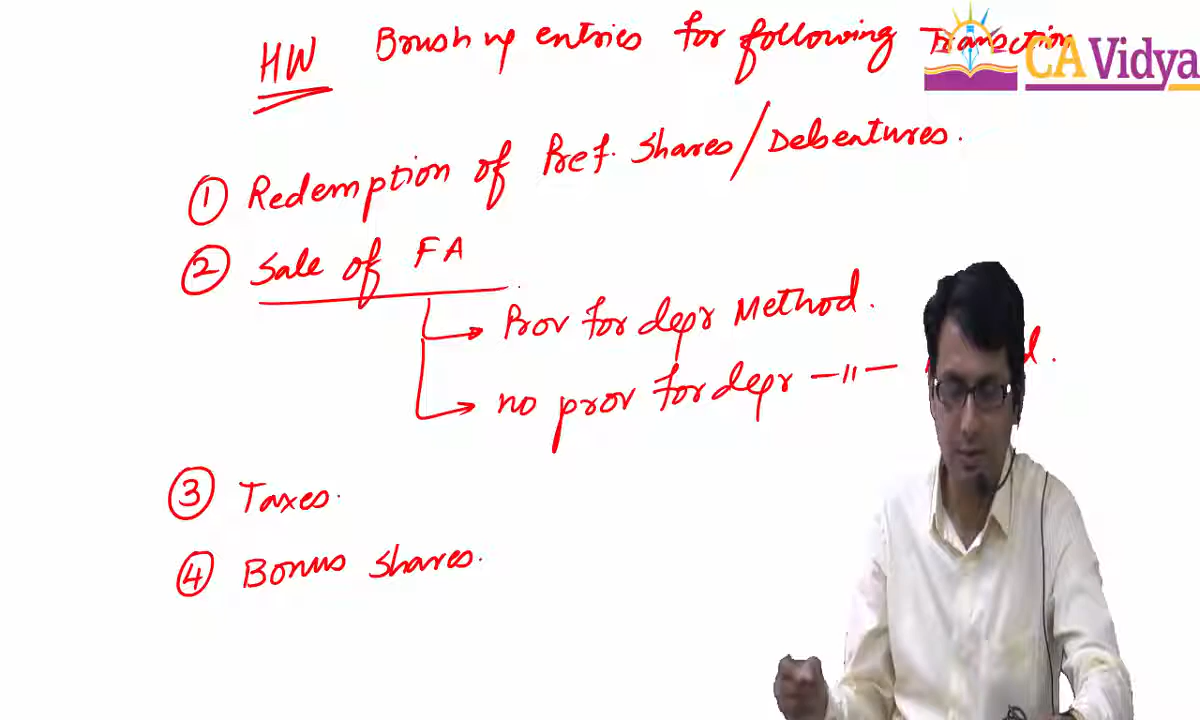 HW Brush up entries for following Transaction
CA Vidya
① Redemption of Pref. Shares/Debentures.
② Sale of FA
→ Prov for depr Method.
→ no prov for depr —"— d.
③ Taxes.
④ Bonus Shares.